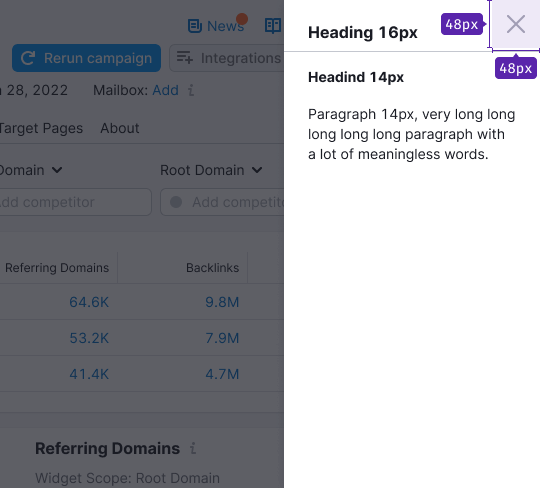 News
Rerun campaign
Integrations
28, 2022
Mailbox: Add
Target Pages
About
Domain
Root Domain
Add competitor
Add competitor
Referring Domains
Backlinks
64.6K
9.8M
53.2K
7.9M
41.4K
4.7M
Referring Domains
Widget Scope: Root Domain
Heading 16px
48px
48px
Headind 14px
Paragraph 14px, very long long
long long long paragraph with
a lot of meaningless words.